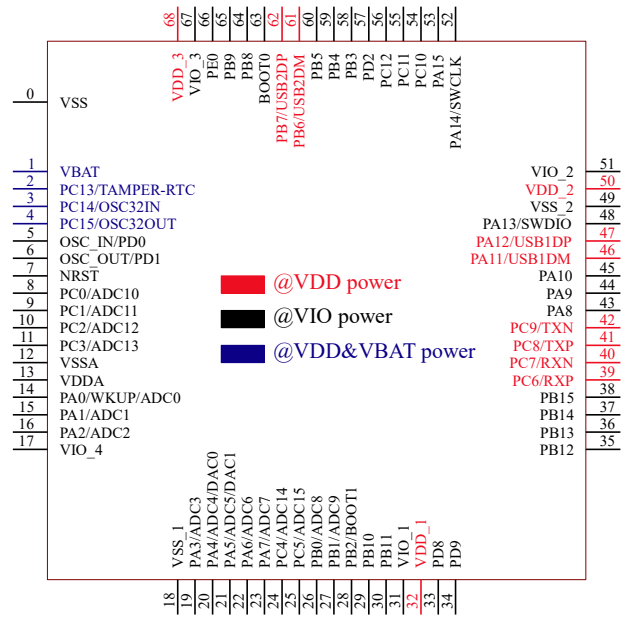 68 67 66 65 64 63 62 61 60 59 58 57 56 55 54 53 52
VDD_3
VIO_3
PE0
PB9
PB8
BOOT0
PB7/USB2DP
PB6/USB2DM
PB5
PB4
PB3
PD2
PC12
PC11
PC10
PA15
PA14/SWCLK
0 VSS
1 VBAT
2 PC13/TAMPER-RTC
3 PC14/OSC32IN
4 PC15/OSC32OUT
5 OSC_IN/PD0
6 OSC_OUT/PD1
7 NRST
8 PC0/ADC10
9 PC1/ADC11
10 PC2/ADC12
11 PC3/ADC13
12 VSSA
13 VDDA
14 PA0/WKUP/ADC0
15 PA1/ADC1
16 PA2/ADC2
17 VIO_4
@VDD power
@VIO power
@VDD&VBAT power
VIO_2 51
VDD_2 50
VSS_2 49
PA13/SWDIO 48
PA12/USB1DP 47
PA11/USB1DM 46
PA10 45
PA9 44
PA8 43
PC9/TXN 42
PC8/TXP 41
PC7/RXN 40
PC6/RXP 39
PB15 38
PB14 37
PB13 36
PB12 35
VSS_1
PA3/ADC3
PA4/ADC4/DAC0
PA5/ADC5/DAC1
PA6/ADC6
PA7/ADC7
PC4/ADC14
PC5/ADC15
PB0/ADC8
PB1/ADC9
PB2/BOOT1
PB10
PB11
VIO_1
VDD_1
PD8
PD9
18 19 20 21 22 23 24 25 26 27 28 29 30 31 32 33 34